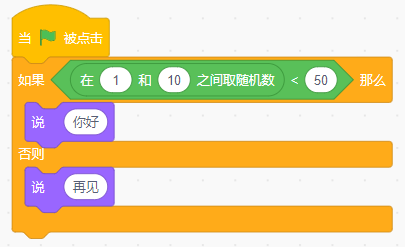 当 被点击
如果 在 1 和 10 之间取随机数 < 50 那么
说 你好
否则
说 再见